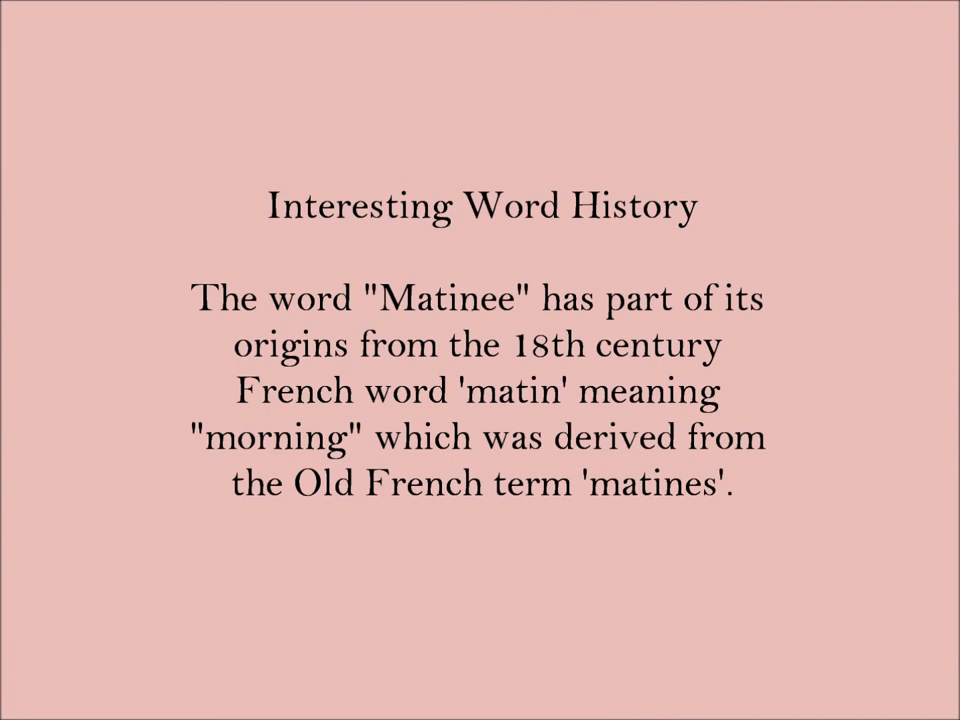 Interesting Word History
The word "Matinee" has part of its
origins from the 18th century
French word 'matin' meaning
"morning" which was derived from
the Old French term 'matines'.